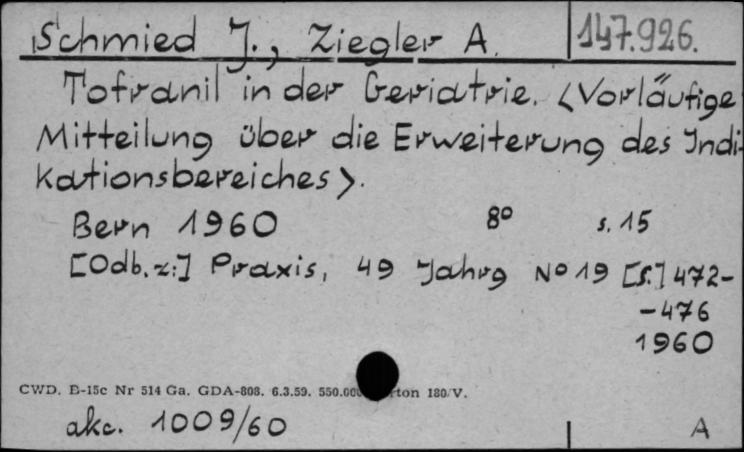 Schmied J., Ziegler A. 147.926.
Tofranil in der Geriatrie. <Vorläufige
Mitteilung über die Erweiterung des Indi-
kationsbereiches>.
Bern 1960 8° s. 15
[Odb. z:] Praxis, 49 Jahrg No 19 [S.] 472-
-476
1960
CWD. E-15c Nr 514 Ga. GDA-808. 6.3.59. 550.000 180/V.
akc. 1009/60 A